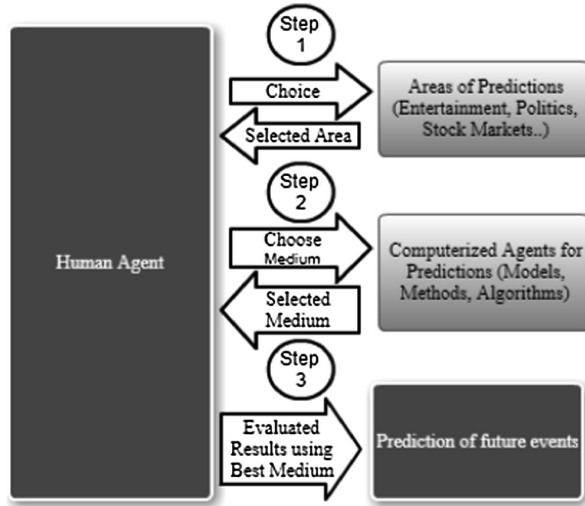 Human Agent
Step
1
Choice
Selected Area
Areas of Predictions
(Entertainment, Politics,
Stock Markets..)
Step
2
Choose
Medium
Selected
Medium
Computerized Agents for
Predictions (Models,
Methods, Algorithms)
Step
3
Evaluated
Results using
Best Medium
Prediction of future events